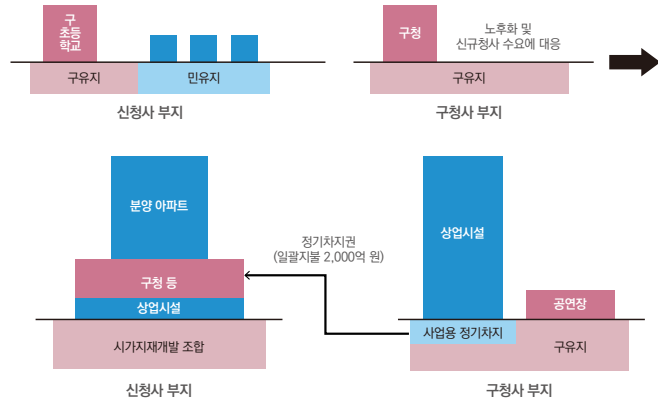 구
초등
학교
구유지
민유지
신청사 부지
구청
노후화 및
신규청사 수요에 대응
구유지
구청사 부지
분양 아파트
구청 등
상업시설
시가지재개발 조합
신청사 부지
정기차지권
(일괄지불 2,000억 원)
상업시설
공연장
사업용 정기차지
구유지
구청사 부지